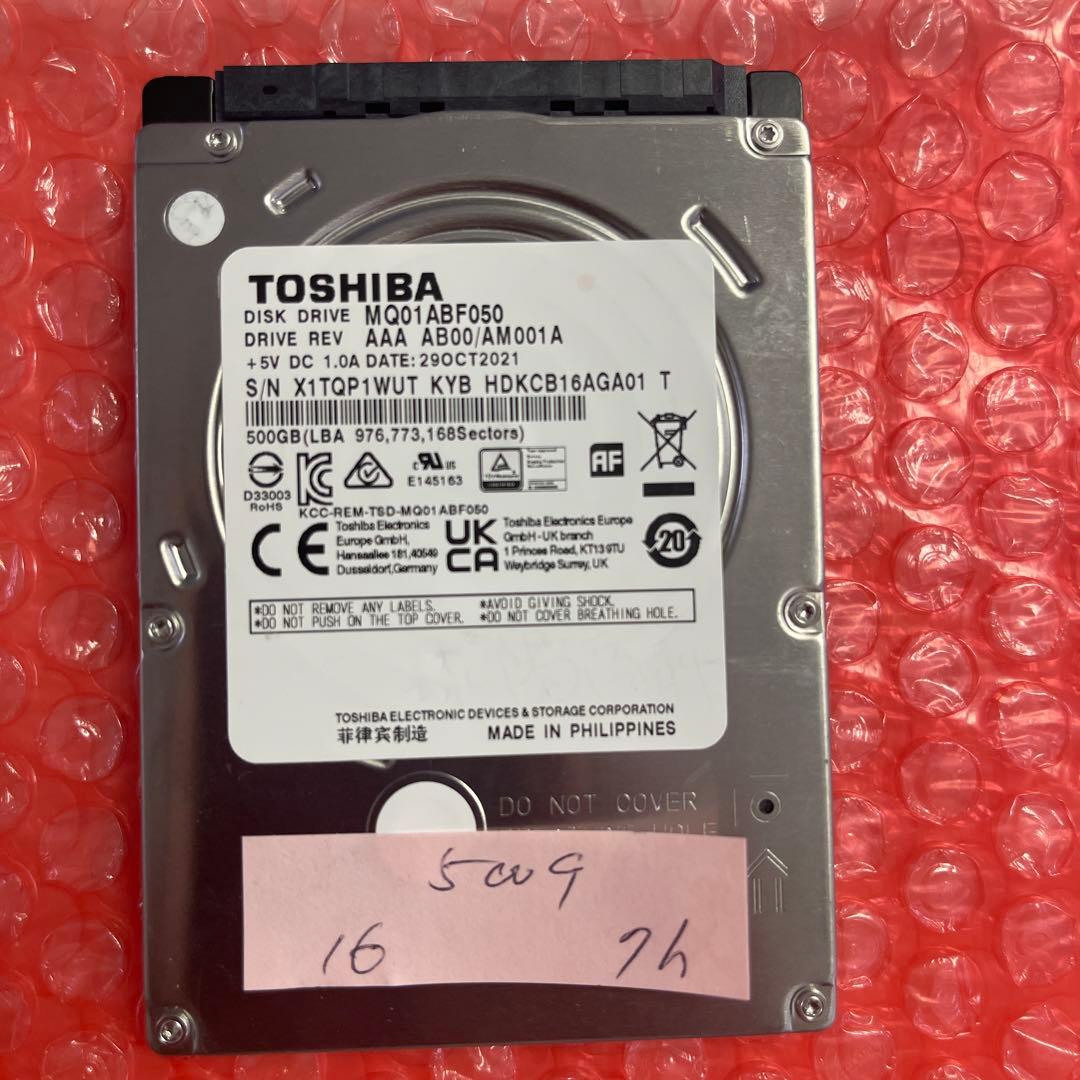 TOSHIBA
DISK DRIVE MQ01ABF050
DRIVE REV AAA AB00/AM001A
+5V DC 1.0A DATE:29OCT2021
S/N X1TQP1WUT KYB HDKCB16AGA01 T
500GB(LBA 976,773,168Sectors)
D33003
RoHS
E145163
AF
KCC-REM-TSD-MQ01ABF050
CE
Toshiba Electronics
Europe GmbH,
Hansaallee 181,40549
Dusseldorf,Germany
UK
CA
Toshiba Electronics Europe
GmbH-UK branch
1 Princes Road, KT13 9TU
Weybridge Surrey, UK
20
*DO NOT REMOVE ANY LABELS. *AVOID GIVING SHOCK.
*DO NOT PUSH ON THE TOP COVER. *DO NOT COVER BREATHING HOLE.
TOSHIBA ELECTRONIC DEVICES & STORAGE CORPORATION
菲律宾制造 MADE IN PHILIPPINES
DO NOT COVER
HOLE
500g
16 7h